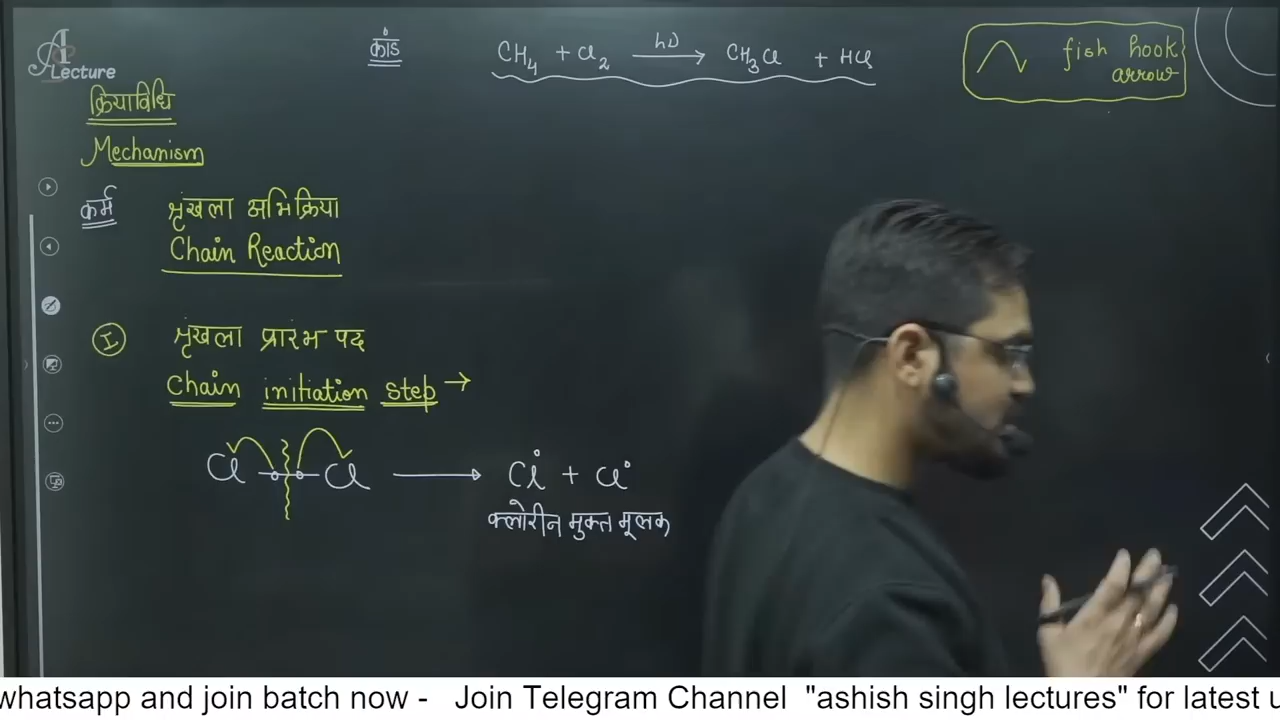 Lecture
कांड
CH₄ + Cl₂ hν → CH₃Cl + HCl
fish hook
arrow
क्रियाविधि
Mechanism
कर्म
श्रृंखला अभिक्रिया
Chain Reaction
I श्रृंखला प्रारंभ पद
Chain initiation step →
Cl Cl → Cl• + Cl•
क्लोरीन मुक्त मूलक
whatsapp and join batch now - Join Telegram Channel "ashish singh lectures" for latest u